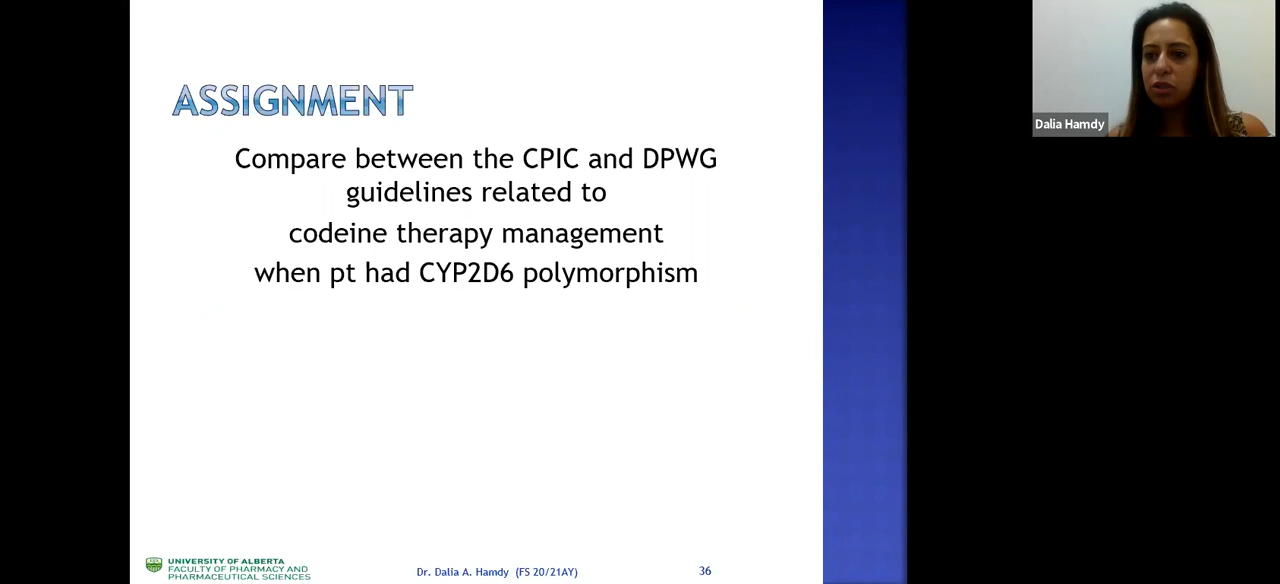 ASSIGNMENT
Compare between the CPIC and DPWG
guidelines related to
codeine therapy management
when pt had CYP2D6 polymorphism
Dalia Hamdy
UNIVERSITY OF ALBERTA
FACULTY OF PHARMACY AND
PHARMACEUTICAL SCIENCES
Dr. Dalia A. Hamdy (FS 20/21AY)
36